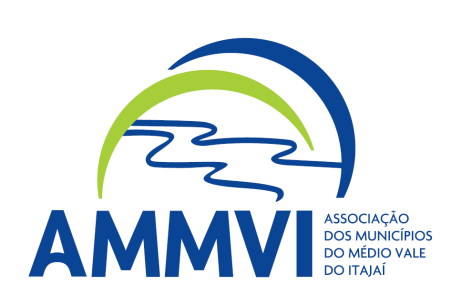 AMMVI
ASSOCIAÇÃO
DOS MUNICÍPIOS
DO MÉDIO VALE
DO ITAJAÍ